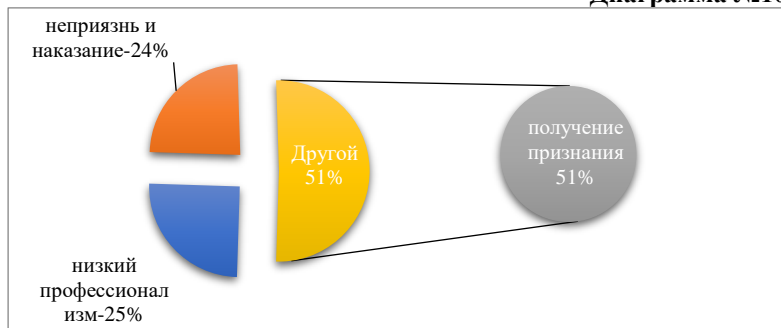 неприязнь и
наказание-24%
Другой
51%
получение
признания
51%
низкий
профессионал
изм-25%